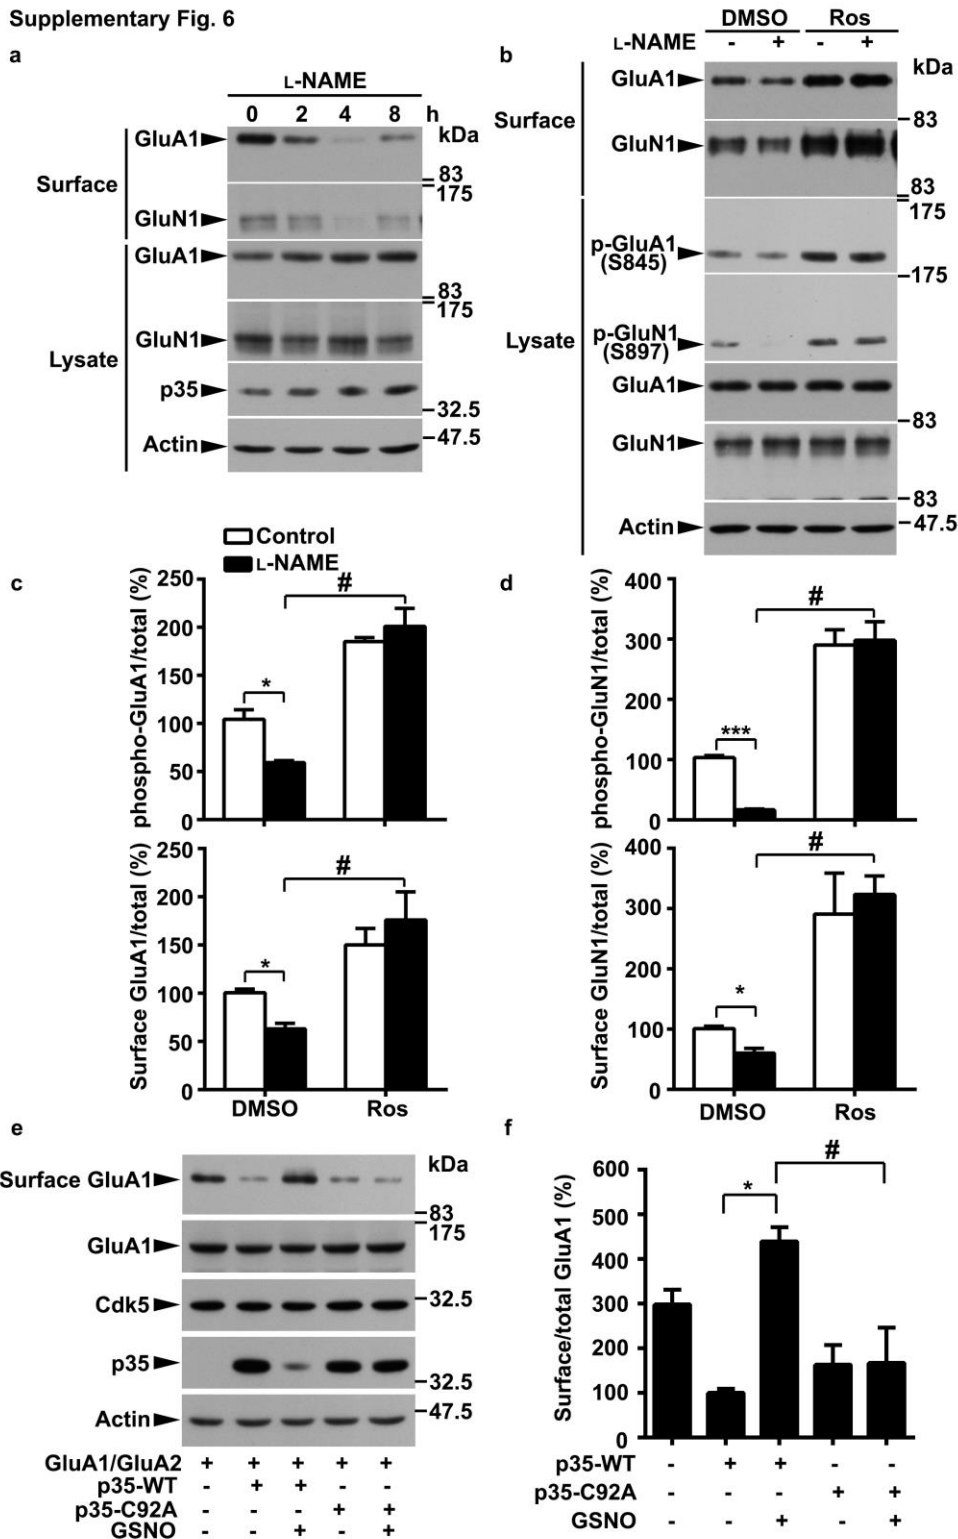 Supplementary Fig. 6
a
L-NAME
0 2 4 8 h
kDa
Surface
GluA1
83
175
GluN1
Lysate
GluA1
83
175
GluN1
p35
32.5
Actin
47.5
b
DMSO Ros
L-NAME - + - +
kDa
Surface
GluA1
83
GluN1
83
175
Lysate
p-GluA1
(S845)
175
p-GluN1
(S897)
GluA1
83
GluN1
83
Actin
47.5
Control
L-NAME
c
phospho-GluA1/total (%)
250
200
150
100
50
0
*
#
Surface GluA1/total (%)
250
200
150
100
50
0
*
#
DMSO Ros
d
phospho-GluN1/total (%)
400
300
200
100
0
***
#
Surface GluN1/total (%)
400
300
200
100
0
*
#
DMSO Ros
e
kDa
Surface GluA1
83
175
GluA1
Cdk5
32.5
p35
32.5
Actin
47.5
GluA1/GluA2 + + + + +
p35-WT - + + - -
p35-C92A - - - + +
GSNO - - + - +
f
Surface/total GluA1 (%)
600
500
400
300
200
100
0
*
#
p35-WT - + + - -
p35-C92A - - - + +
GSNO - - + - +